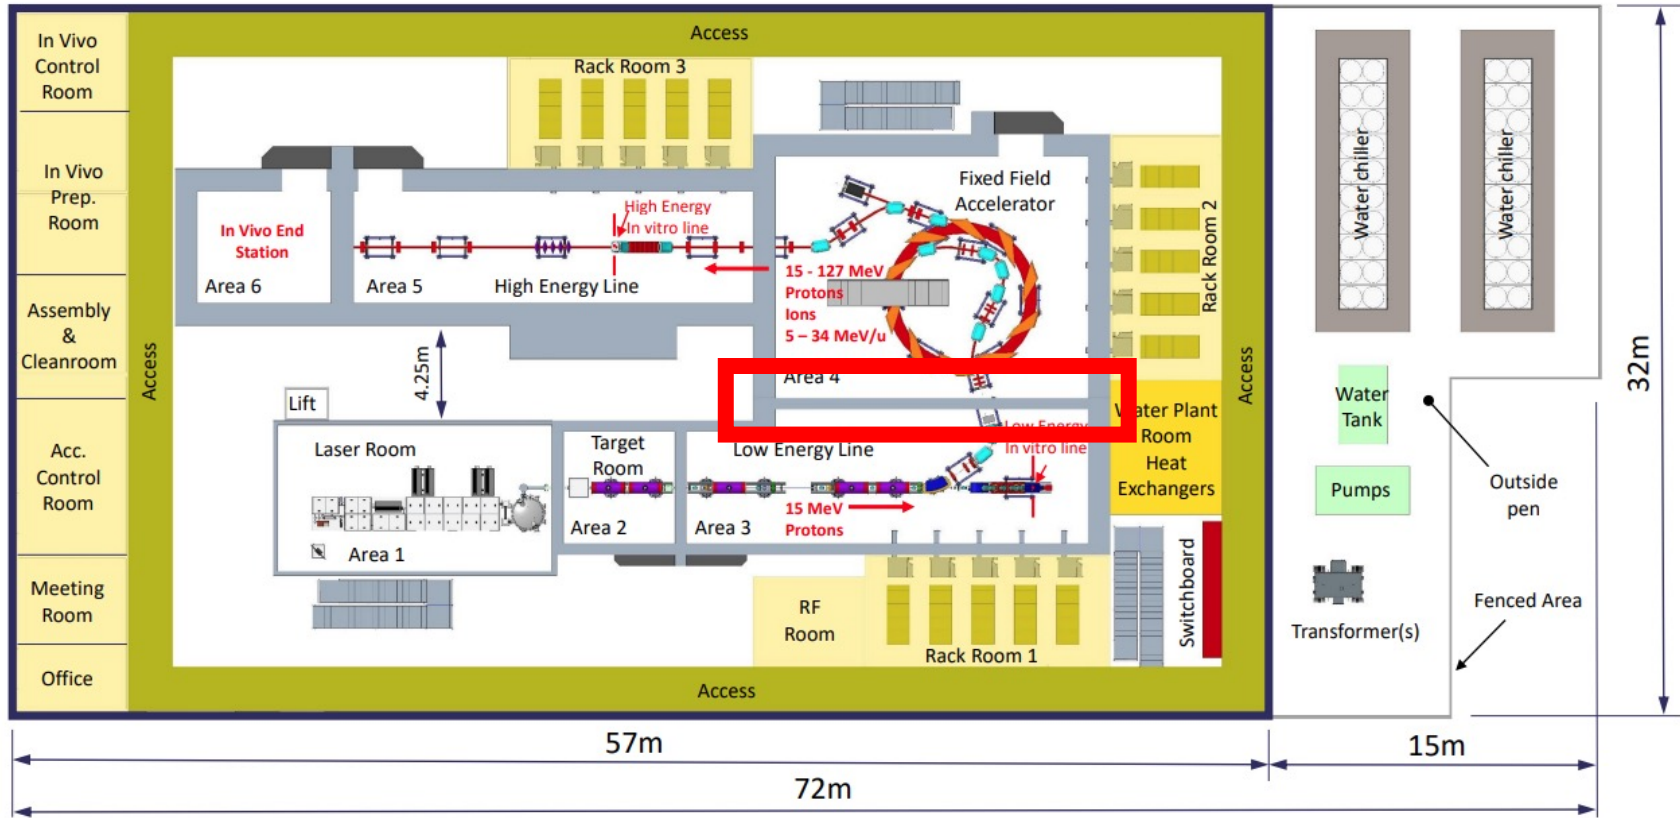 In Vivo
Control
Room
In Vivo
Prep.
Room
Assembly
&
Cleanroom
Acc.
Control
Room
Meeting
Room
Office
Access
Access
Access
Access
Rack Room 3
Fixed Field
Accelerator
Rack Room 2
In Vivo End
Station
Area 6
Area 5
High Energy Line
High Energy
In vitro line
15 - 127 MeV
Protons
Ions
5 – 34 MeV/u
Area 4
4.25m
Lift
Laser Room
Area 1
Target
Room
Area 2
Low Energy Line
Area 3
15 MeV
Protons
Low Energy
In vitro line
Water Plant
Room
Heat
Exchangers
RF
Room
Rack Room 1
Switchboard
Water chiller
Water chiller
Water
Tank
Pumps
Outside
pen
Transformer(s)
Fenced Area
32m
57m
15m
72m